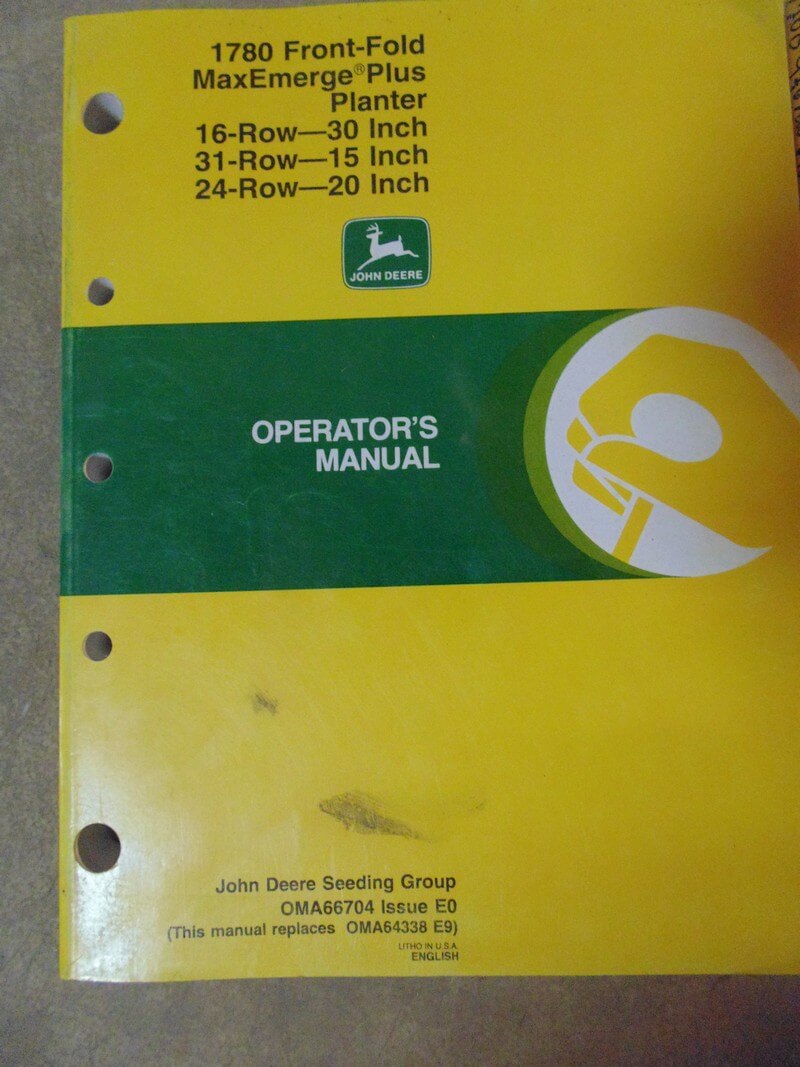 1780 Front-Fold
MaxEmerge®Plus
Planter
16-Row—30 Inch
31-Row—15 Inch
24-Row—20 Inch
JOHN DEERE
OPERATOR'S
MANUAL
John Deere Seeding Group
OMA66704 Issue E0
(This manual replaces OMA64338 E9)
LITHO IN U.S.A.
ENGLISH